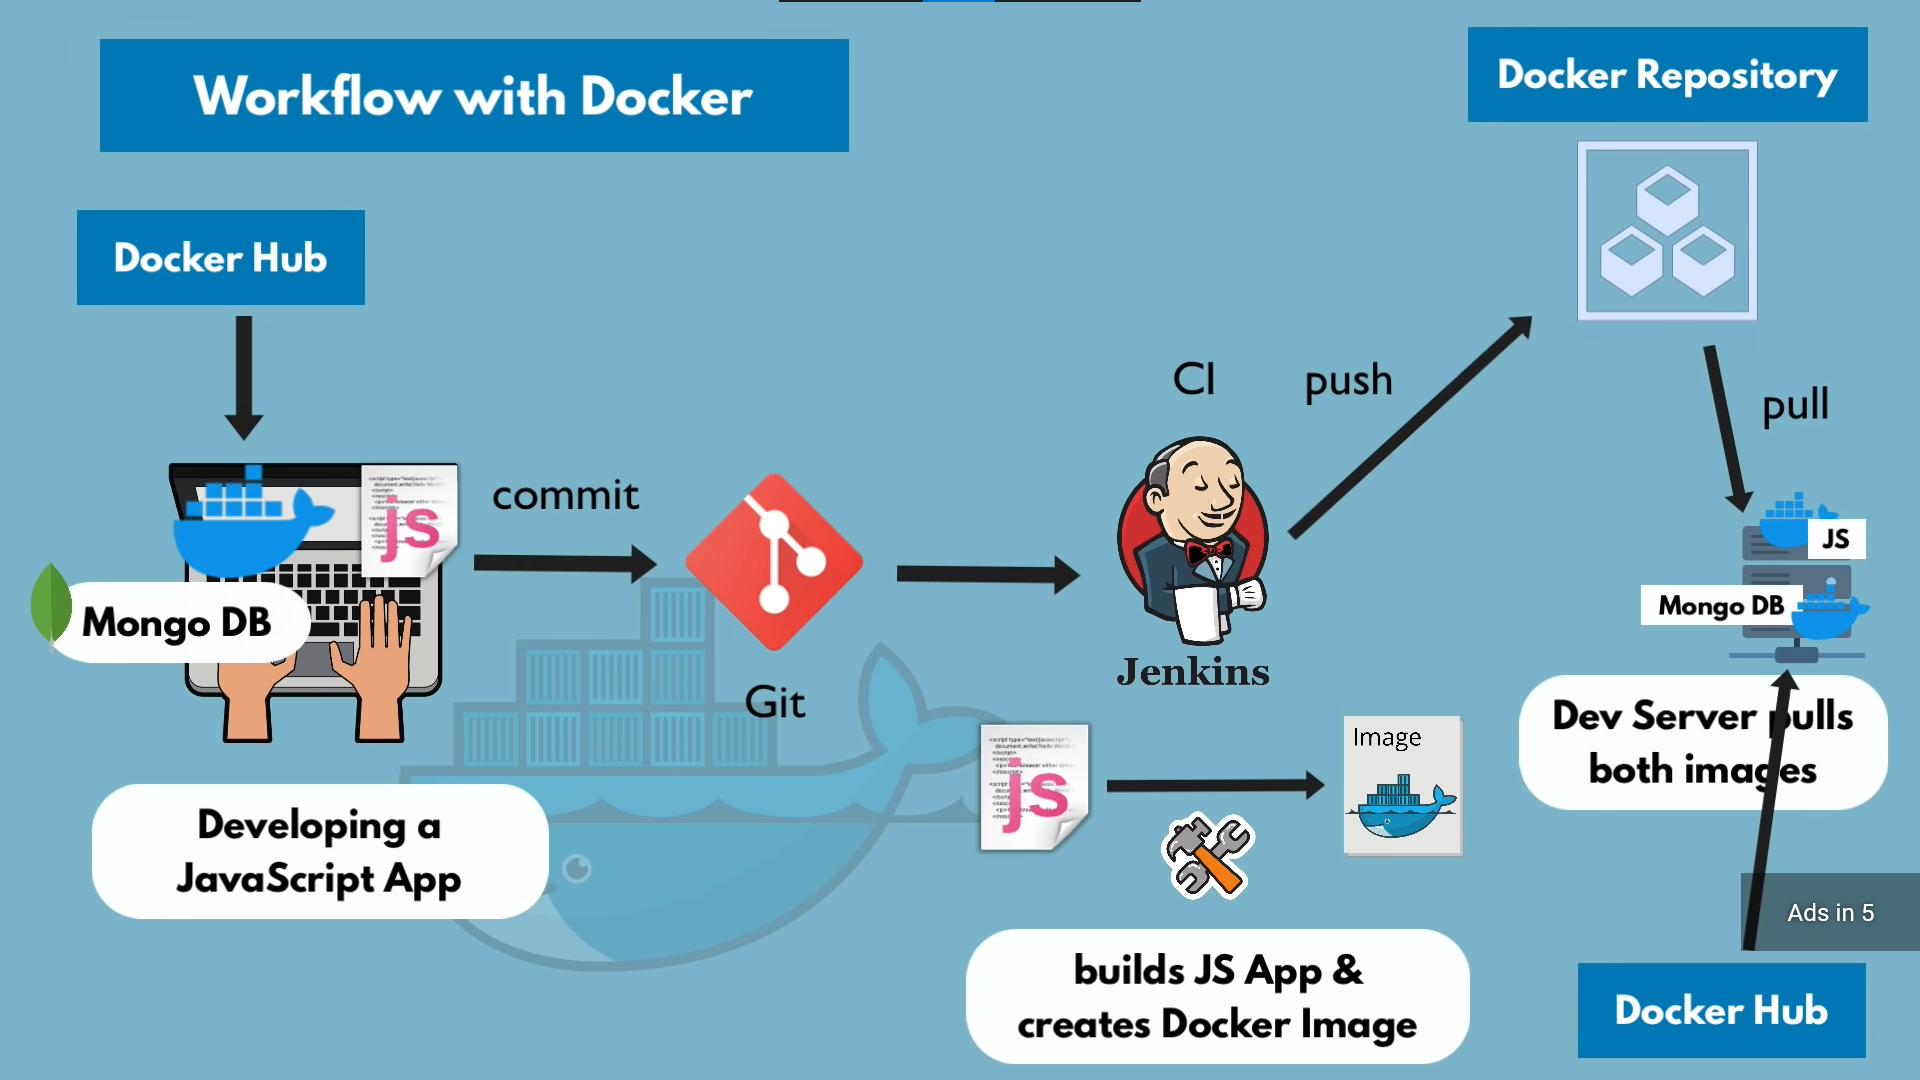 Workflow with Docker
Docker Repository
Docker Hub
CI
push
pull
commit
js
JS
Mongo DB
Mongo DB
Jenkins
Git
Dev Server pulls
both images
js
Image
Developing a
JavaScript App
Ads in 5
builds JS App &
creates Docker Image
Docker Hub